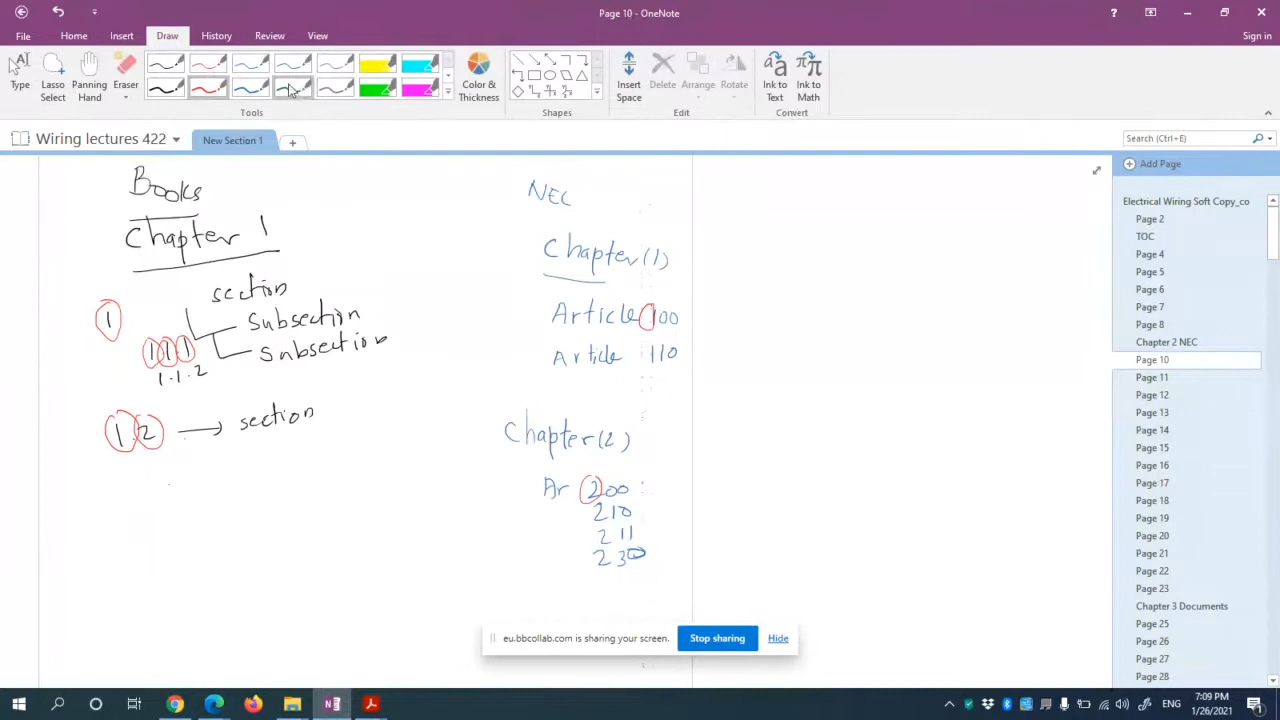 Page 10 - OneNote
?
File
Home
Insert
Draw
History
Review
View
Sign in
Type
Lasso Select
Panning Hand
Eraser
Color & Thickness
Insert Space
Delete
Arrange
Rotate
Ink to Text
Ink to Math
Tools
Shapes
Edit
Convert
Wiring lectures 422
New Section 1
+
Search (Ctrl+E)
Books
Chapter 1
section
1
Subsection
1 1 1
Subsection
1.1.2
1.2 → section
NEC
Chapter (1)
Article 100
Article 110
Chapter (2)
Ar 200
210
211
230
Add Page
Electrical Wiring Soft Copy_co
Page 2
TOC
Page 4
Page 5
Page 6
Page 7
Page 8
Chapter 2 NEC
Page 10
Page 11
Page 12
Page 13
Page 14
Page 15
Page 16
Page 17
Page 18
Page 19
Page 20
Page 21
Page 22
Page 23
Chapter 3 Documents
Page 25
Page 26
Page 27
Page 28
eu.bbcollab.com is sharing your screen.
Stop sharing
Hide
ENG
7:09 PM
1/26/2021